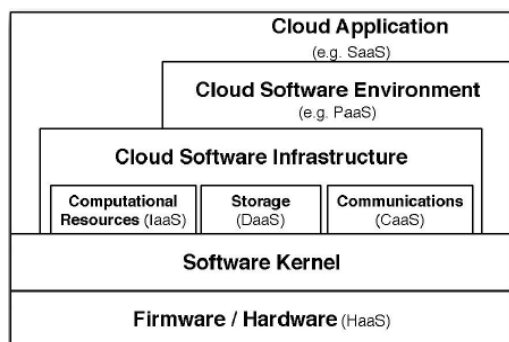 Cloud Application
(e.g. SaaS)
Cloud Software Environment
(e.g. PaaS)
Cloud Software Infrastructure
Computational
Resources (IaaS)
Storage
(DaaS)
Communications
(CaaS)
Software Kernel
Firmware / Hardware (HaaS)